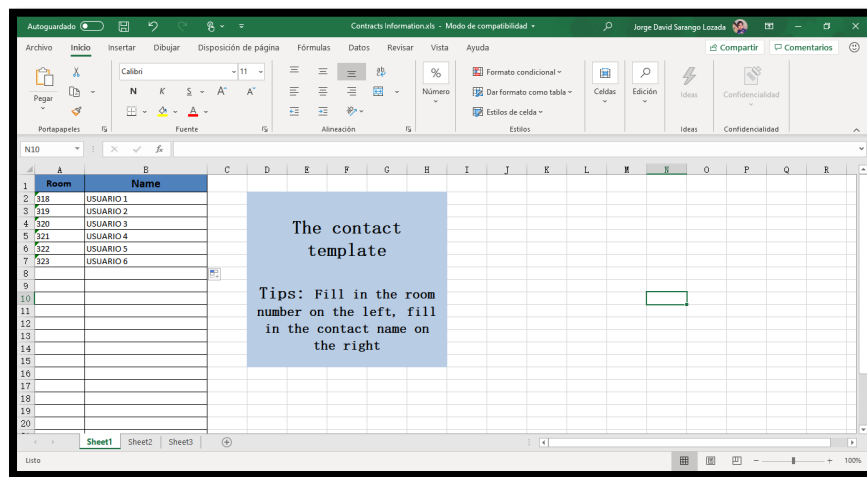 Autoguardado
Contracts Information.xls - Modo de compatibilidad
Jorge David Sarango Lozada
Archivo Inicio Insertar Dibujar Disposición de página Fórmulas Datos Revisar Vista Ayuda
Compartir Comentarios
Pegar
Calibri 11
N K S A A
A
ab
%
Número
Formato condicional
Dar formato como tabla
Estilos de celda
Celdas
Edición
Ideas
Confidencialidad
Portapapeles Fuente Alineación Estilos Ideas Confidencialidad
N10 fx
A B C D E F G H I J K L M N O P Q R
1 Room Name
2 318 USUARIO 1
3 319 USUARIO 2
4 320 USUARIO 3
5 321 USUARIO 4
6 322 USUARIO 5
7 323 USUARIO 6
8
9
10
11
12
13
14
15
16
17
18
19
20
The contact
template
Tips: Fill in the room
number on the left, fill
in the contact name on
the right
Sheet1 Sheet2 Sheet3
Listo
100%